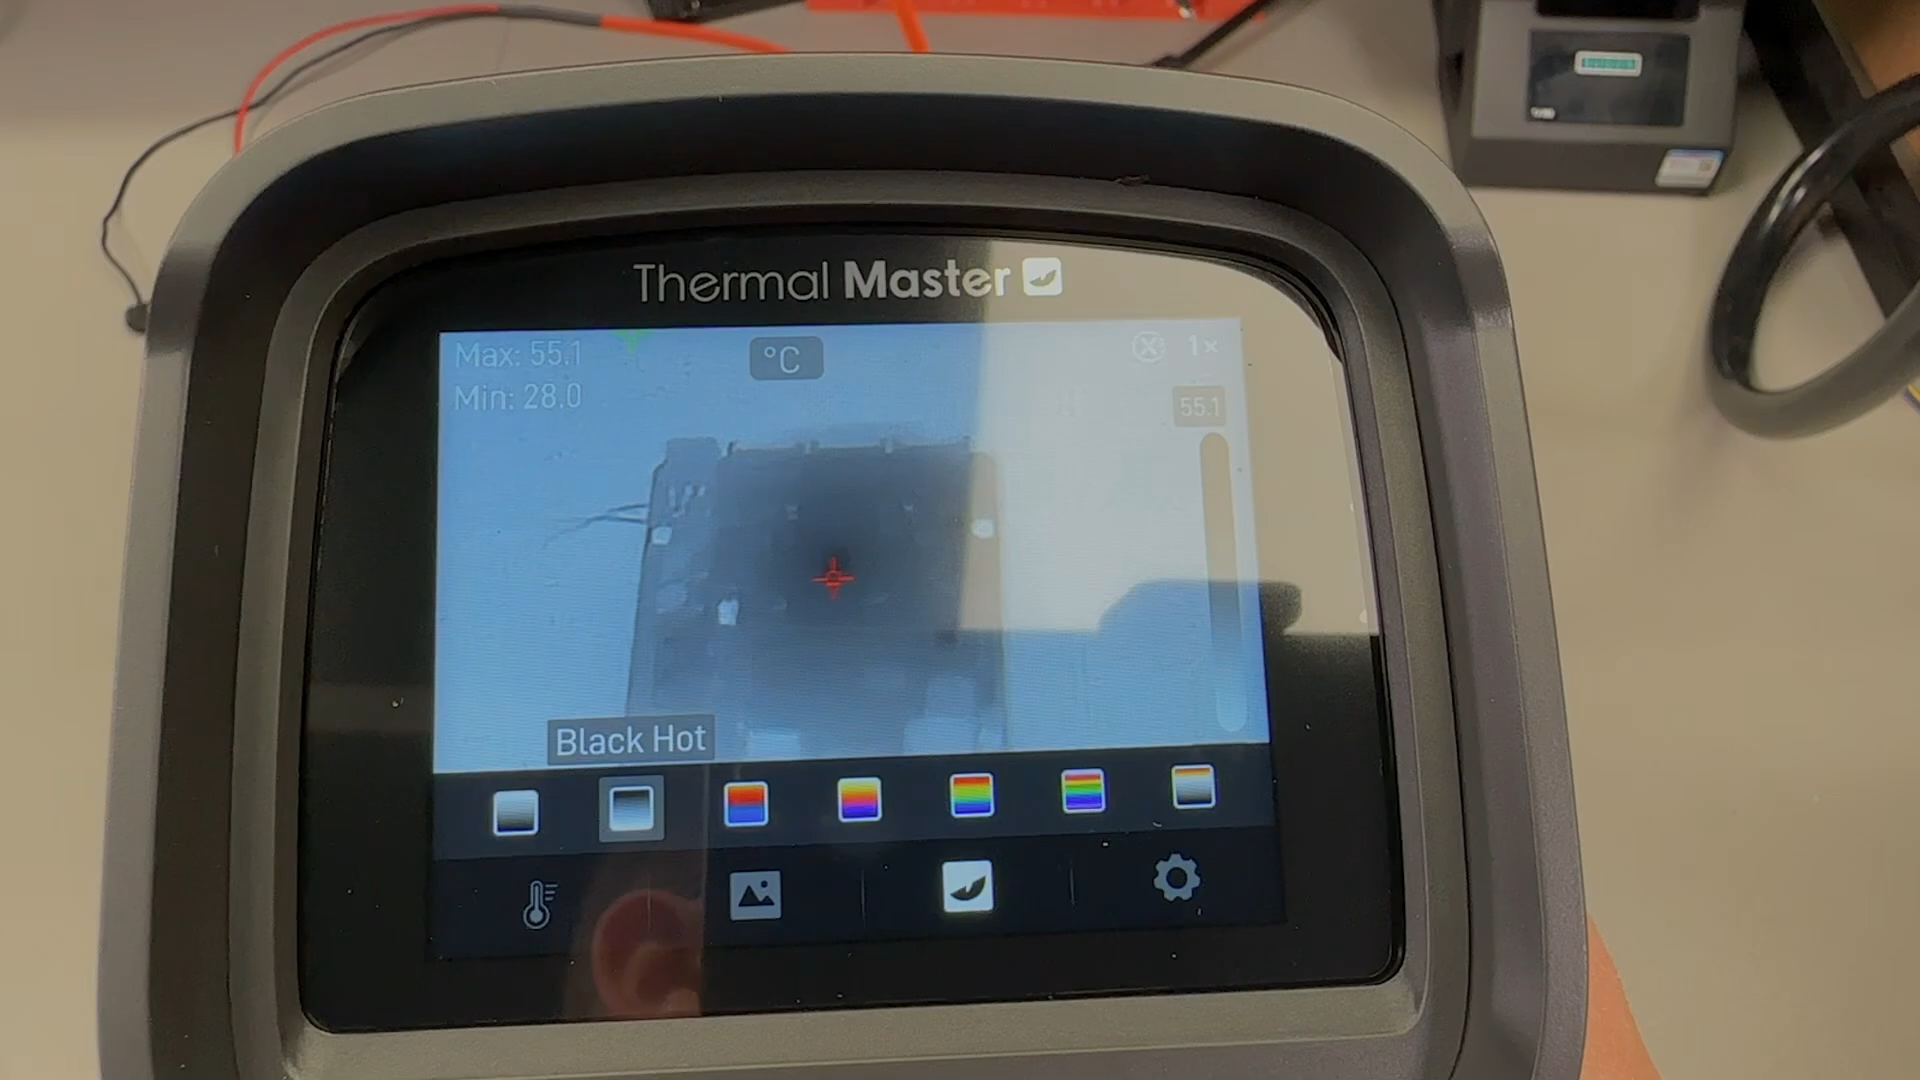 Thermal Master
Max: 55.1
Min: 28.0
°C
1×
55.1
Black Hot